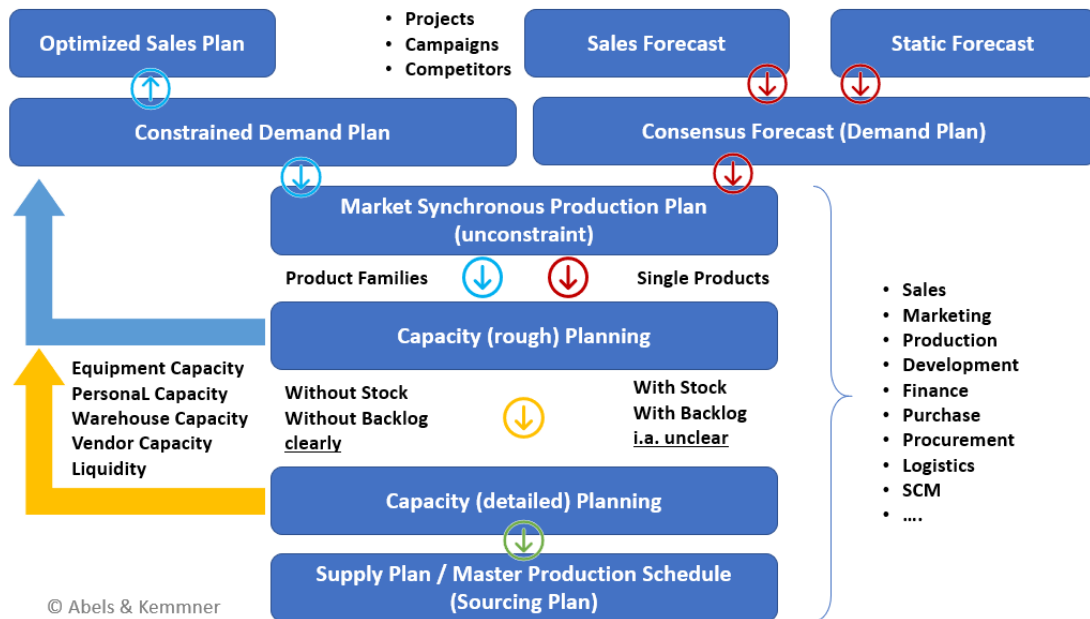 Optimized Sales Plan
• Projects
• Campaigns
• Competitors
Sales Forecast
Static Forecast
Constrained Demand Plan
Consensus Forecast (Demand Plan)
Market Synchronous Production Plan
(unconstraint)
Product Families
Single Products
Capacity (rough) Planning
Equipment Capacity
PersonaL Capacity
Warehouse Capacity
Vendor Capacity
Liquidity
Without Stock
Without Backlog
clearly
With Stock
With Backlog
i.a. unclear
Capacity (detailed) Planning
Supply Plan / Master Production Schedule
(Sourcing Plan)
• Sales
• Marketing
• Production
• Development
• Finance
• Purchase
• Procurement
• Logistics
• SCM
• ….
© Abels & Kemmner